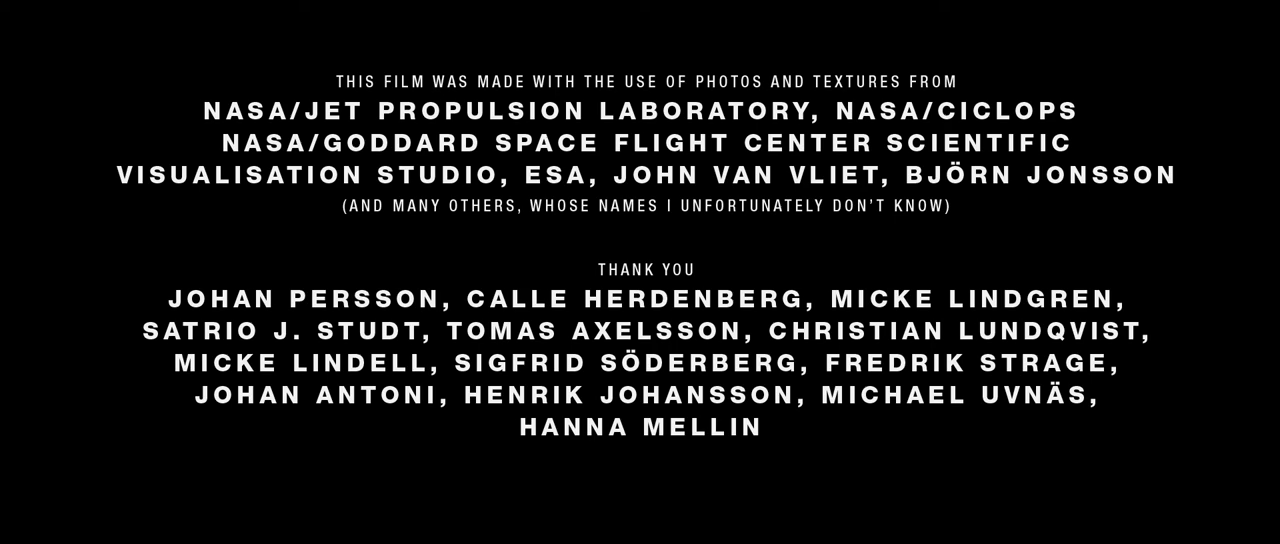 THIS FILM WAS MADE WITH THE USE OF PHOTOS AND TEXTURES FROM
NASA/JET PROPULSION LABORATORY, NASA/CICLOPS
NASA/GODDARD SPACE FLIGHT CENTER SCIENTIFIC
VISUALISATION STUDIO, ESA, JOHN VAN VLIET, BJÖRN JONSSON
(AND MANY OTHERS, WHOSE NAMES I UNFORTUNATELY DON'T KNOW)
THANK YOU
JOHAN PERSSON, CALLE HERDENBERG, MICKE LINDGREN,
SATRIO J. STUDT, TOMAS AXELSSON, CHRISTIAN LUNDQVIST,
MICKE LINDELL, SIGFRID SÖDERBERG, FREDRIK STRAGE,
JOHAN ANTONI, HENRIK JOHANSSON, MICHAEL UVNÄS,
HANNA MELLIN